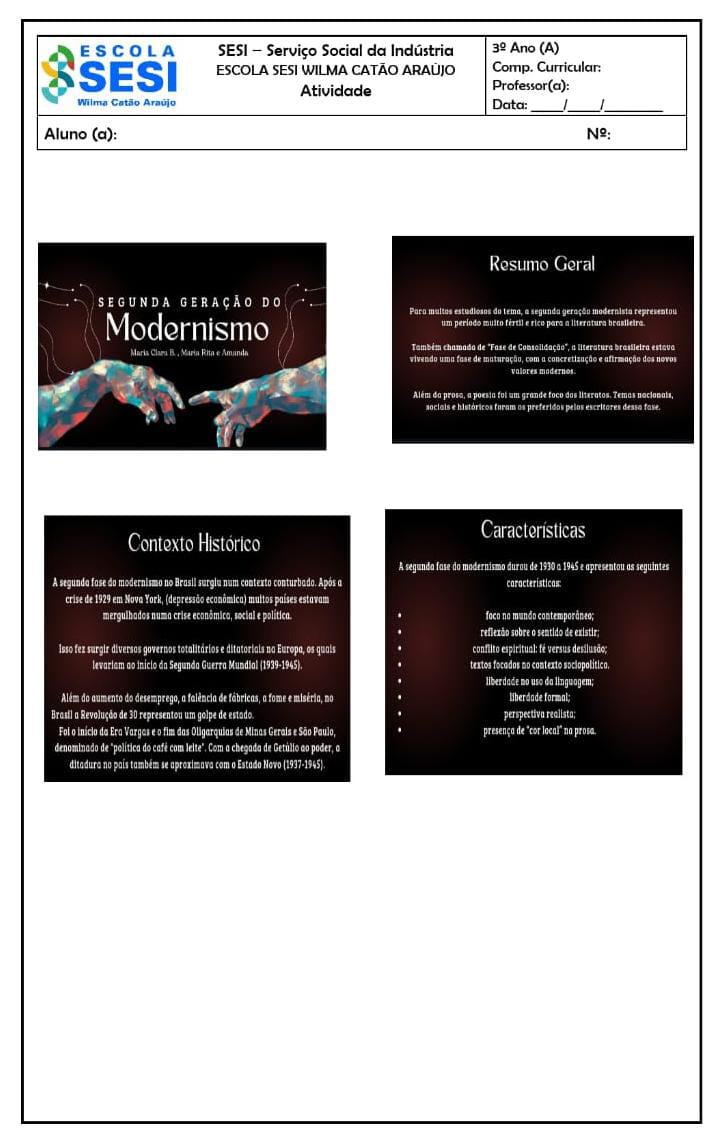 ESCOLA
SESI
Wilma Catão Araújo
SESI – Serviço Social da Indústria
ESCOLA SESI WILMA CATÃO ARAÚJO
Atividade
3º Ano (A)
Comp. Curricular:
Professor(a):
Data: ____/____/________
Aluno (a): Nº:
SEGUNDA GERAÇÃO DO
Modernismo
Maria Clara B. , Maria Rita e Amanda
Resumo Geral
Para muitos estudiosos do tema, a segunda geração modernista representou
um período muito fértil e rico para a literatura brasileira.
Também chamada de "Fase de Consolidação", a literatura brasileira estava
vivendo uma fase de maturação, com a concretização e afirmação dos novos
valores modernos.
Além da prosa, a poesia foi um grande foco dos literatos. Temas nacionais,
sociais e históricos foram os preferidos pelos escritores dessa fase.
Contexto Histórico
A segunda fase do modernismo no Brasil surgiu num contexto conturbado. Após a
crise de 1929 em Nova York, (depressão econômica) muitos países estavam
mergulhados numa crise econômica, social e política.
Isso fez surgir diversos governos totalitários e ditatoriais na Europa, os quais
levariam ao início da Segunda Guerra Mundial (1939-1945).
Além do aumento do desemprego, a falência de fábricas, a fome e miséria, no
Brasil a Revolução de 30 representou um golpe de estado.
Foi o início da Era Vargas e o fim das Oligarquias de Minas Gerais e São Paulo,
denominado de "política do café com leite". Com a chegada de Getúlio ao poder, a
ditadura no país também se aproximava com o Estado Novo (1937-1945).
Características
A segunda fase do modernismo durou de 1930 a 1945 e apresentou as seguintes
características:
• foco no mundo contemporâneo;
• reflexão sobre o sentido de existir;
• conflito espiritual: fé versus desilusão;
• textos focados no contexto sociopolítico.
• liberdade no uso da linguagem;
• liberdade formal;
• perspectiva realista;
• presença de "cor local" na prosa.